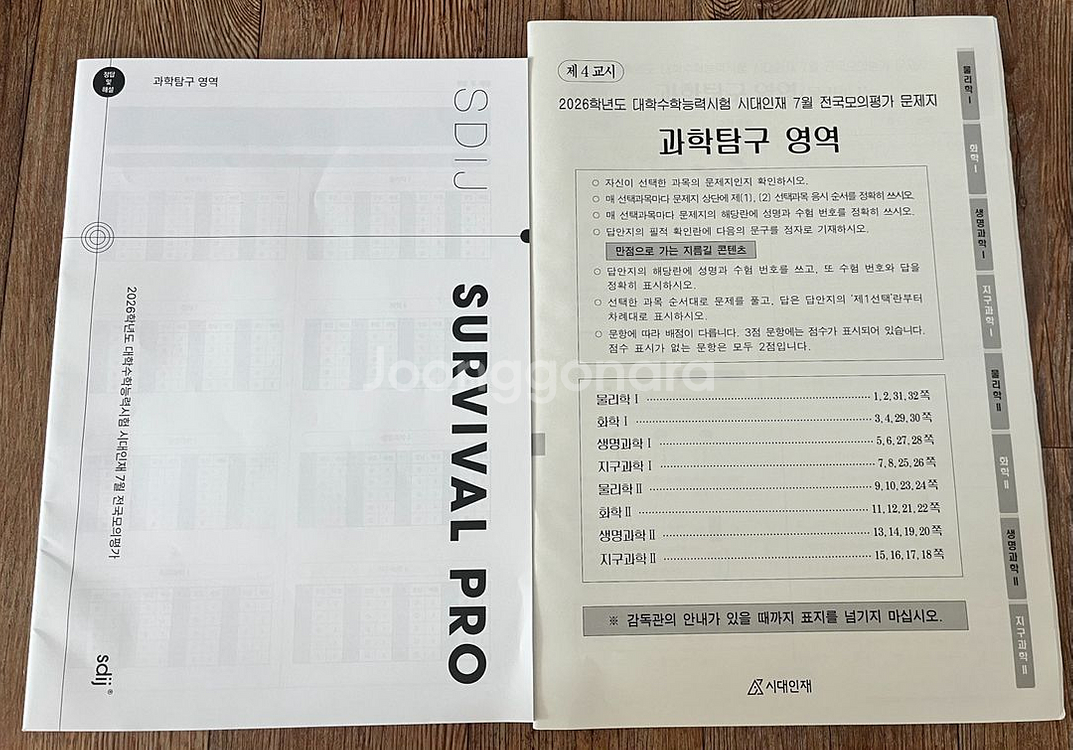 정답
및
해설
과학탐구 영역
SDIJ
SURVIVAL PRO
2026학년도 대학수학능력시험 시대인재 7월 전국모의평가
sdij®
제 4 교시
2026학년도 대학수학능력시험 시대인재 7월 전국모의평가 문제지
과학탐구 영역
○ 자신이 선택한 과목의 문제지인지 확인하시오.
○ 매 선택과목마다 문제지 상단에 제(1), (2) 선택과목 응시 순서를 정확히 쓰시오.
○ 매 선택과목마다 문제지의 해당란에 성명과 수험 번호를 정확히 쓰시오.
○ 답안지의 필적 확인란에 다음의 문구를 정자로 기재하시오.
만점으로 가는 지름길 콘텐츠
○ 답안지의 해당란에 성명과 수험 번호를 쓰고, 또 수험 번호와 답을
정확히 표시하시오.
○ 선택한 과목 순서대로 문제를 풀고, 답은 답안지의 '제1선택'란부터
차례대로 표시하시오.
○ 문항에 따라 배점이 다릅니다. 3점 문항에는 점수가 표시되어 있습니다.
점수 표시가 없는 문항은 모두 2점입니다.
물리학 Ⅰ 1, 2, 31, 32쪽
화학 Ⅰ 3, 4, 29, 30쪽
생명과학 Ⅰ 5, 6, 27, 28쪽
지구과학 Ⅰ 7, 8, 25, 26쪽
물리학 Ⅱ 9, 10, 23, 24쪽
화학 Ⅱ 11, 12, 21, 22쪽
생명과학 Ⅱ 13, 14, 19, 20쪽
지구과학 Ⅱ 15, 16, 17, 18쪽
※ 감독관의 안내가 있을 때까지 표지를 넘기지 마십시오.
시대인재
물리학 Ⅰ
화학 Ⅰ
생명과학 Ⅰ
지구과학 Ⅰ
물리학 Ⅱ
화학 Ⅱ
생명과학 Ⅱ
지구과학 Ⅱ
Joonggonara